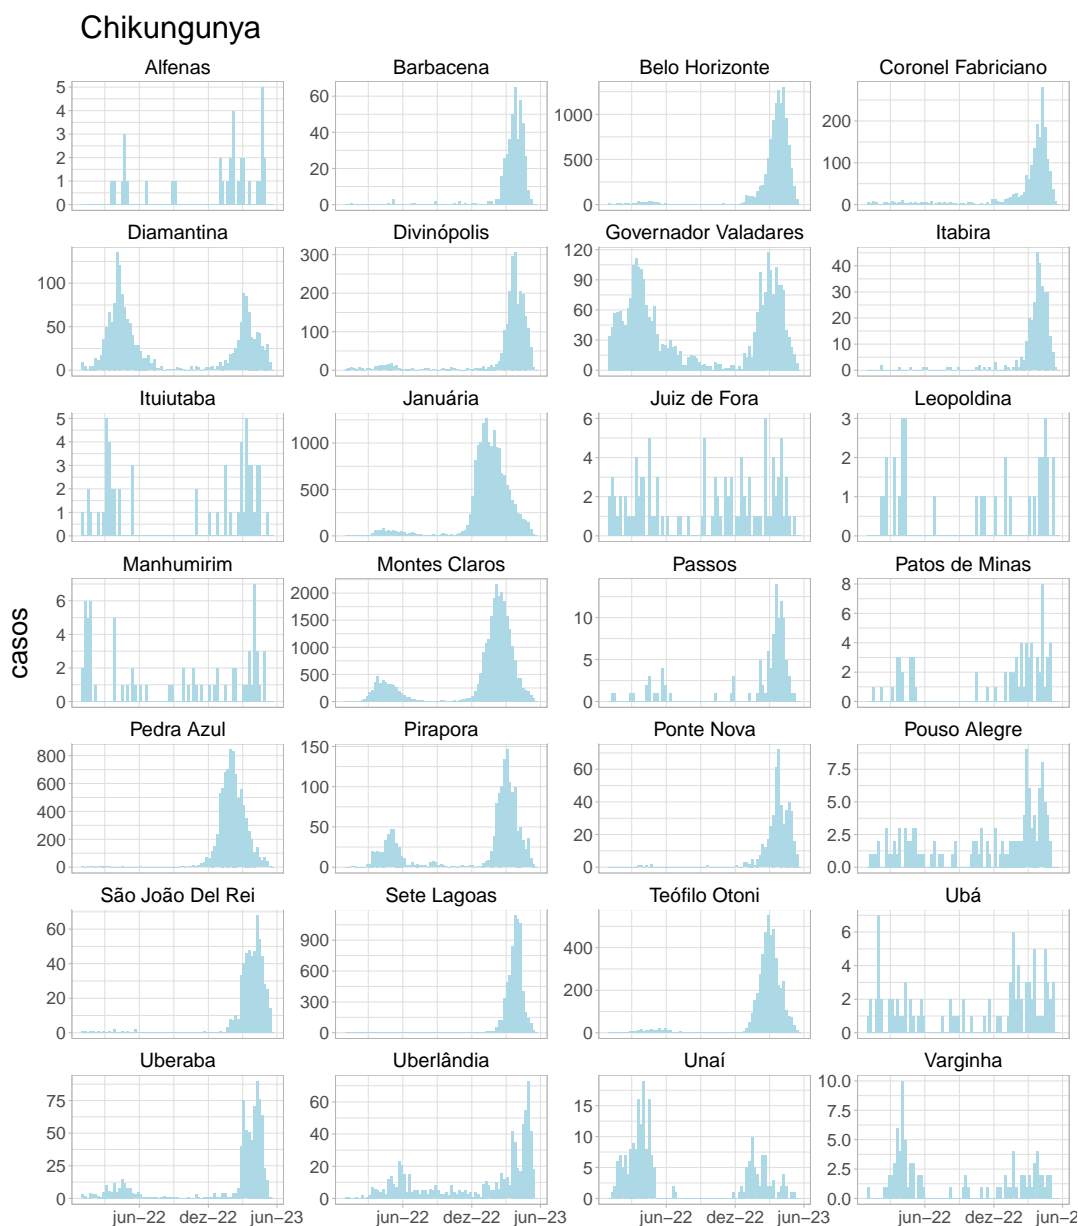 Chikungunya
Alfenas Barbacena Belo Horizonte Coronel Fabriciano
5 4 3 2 1 0
60 40 20 0
1000 500 0
200 100 0
Diamantina Divinópolis Governador Valadares Itabira
100 50 0
300 200 100 0
120 90 60 30 0
40 30 20 10 0
Ituiutaba Januária Juiz de Fora Leopoldina
5 4 3 2 1 0
1000 500 0
6 4 2 0
3 2 1 0
Manhumirim Montes Claros Passos Patos de Minas
6 4 2 0
2000 1500 1000 500 0
10 5 0
8 6 4 2 0
casos
Pedra Azul Pirapora Ponte Nova Pouso Alegre
800 600 400 200 0
150 100 50 0
60 40 20 0
7.5 5.0 2.5 0.0
São João Del Rei Sete Lagoas Teófilo Otoni Ubá
60 40 20 0
900 600 300 0
400 200 0
6 4 2 0
Uberaba Uberlândia Unaí Varginha
75 50 25 0
60 40 20 0
15 10 5 0
10.0 7.5 5.0 2.5 0.0
jun−22 dez−22 jun−23 jun−22 dez−22 jun−23 jun−22 dez−22 jun−23 jun−22 dez−22 jun−23